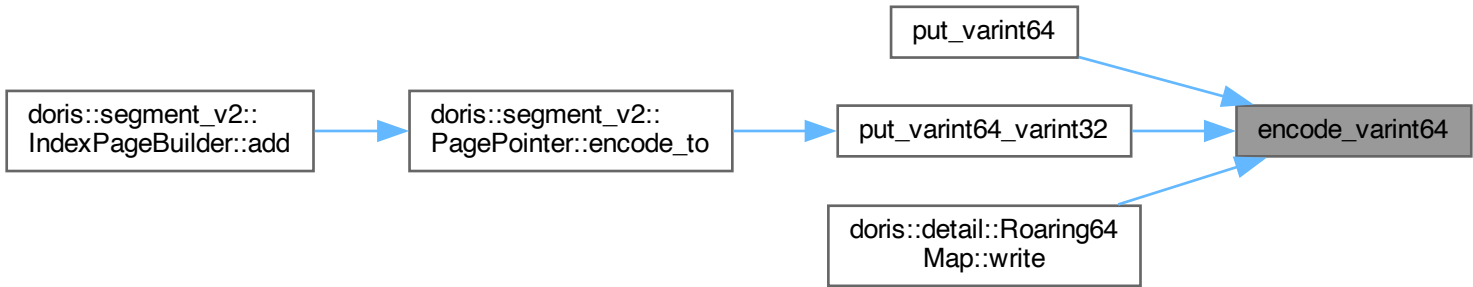 put_varint64
doris::segment_v2::
IndexPageBuilder::add
doris::segment_v2::
PagePointer::encode_to
put_varint64_varint32
encode_varint64
doris::detail::Roaring64
Map::write